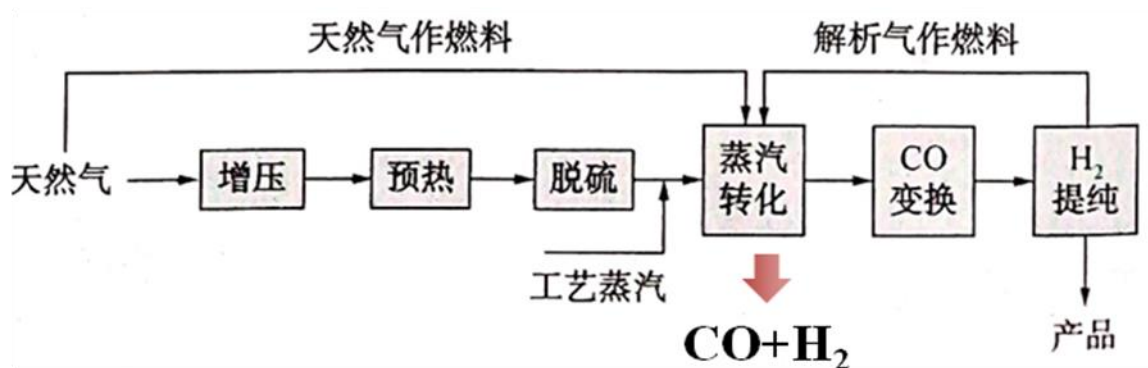 天然气作燃料
解析气作燃料
天然气
增压
预热
脱硫
蒸汽
转化
CO
变换
H₂
提纯
工艺蒸汽
CO+H₂
产品